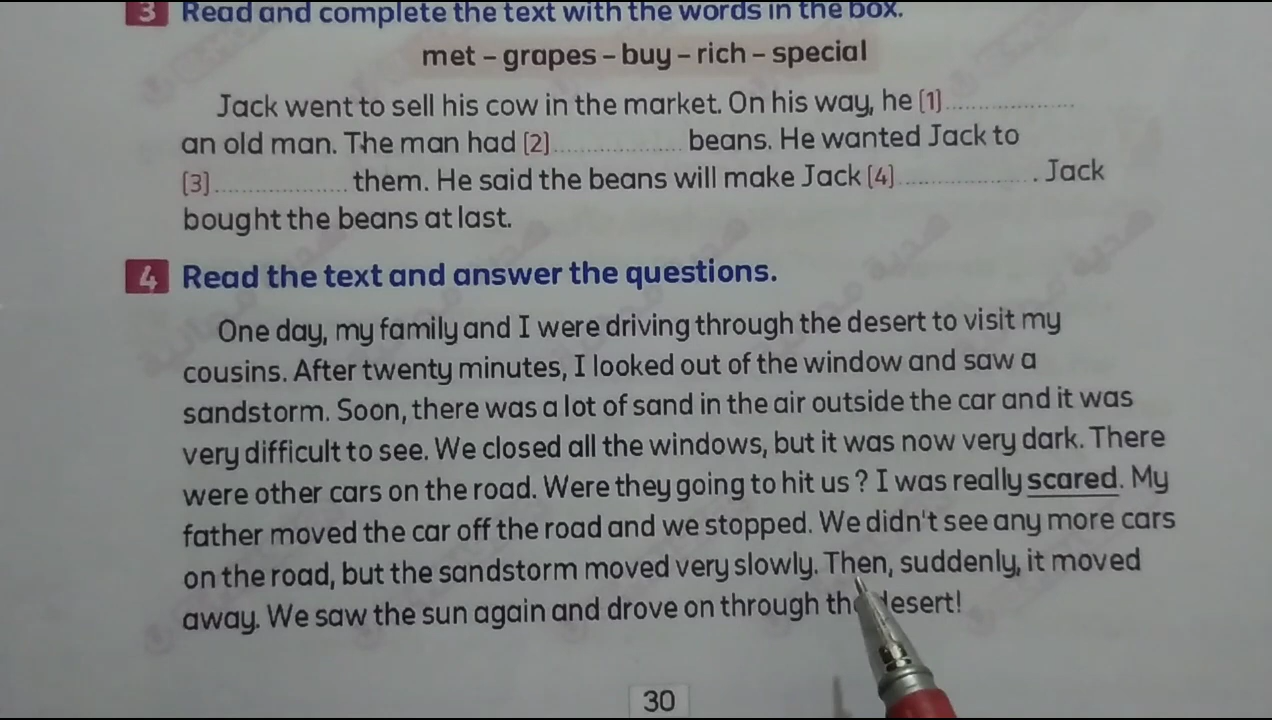 3 Read and complete the text with the words in the box.
met – grapes – buy – rich – special
Jack went to sell his cow in the market. On his way, he [1]....................
an old man. The man had [2].................... beans. He wanted Jack to
[3].................... them. He said the beans will make Jack [4].................... . Jack
bought the beans at last.
4 Read the text and answer the questions.
One day, my family and I were driving through the desert to visit my
cousins. After twenty minutes, I looked out of the window and saw a
sandstorm. Soon, there was a lot of sand in the air outside the car and it was
very difficult to see. We closed all the windows, but it was now very dark. There
were other cars on the road. Were they going to hit us ? I was really scared. My
father moved the car off the road and we stopped. We didn't see any more cars
on the road, but the sandstorm moved very slowly. Then, suddenly, it moved
away. We saw the sun again and drove on through the desert!
30